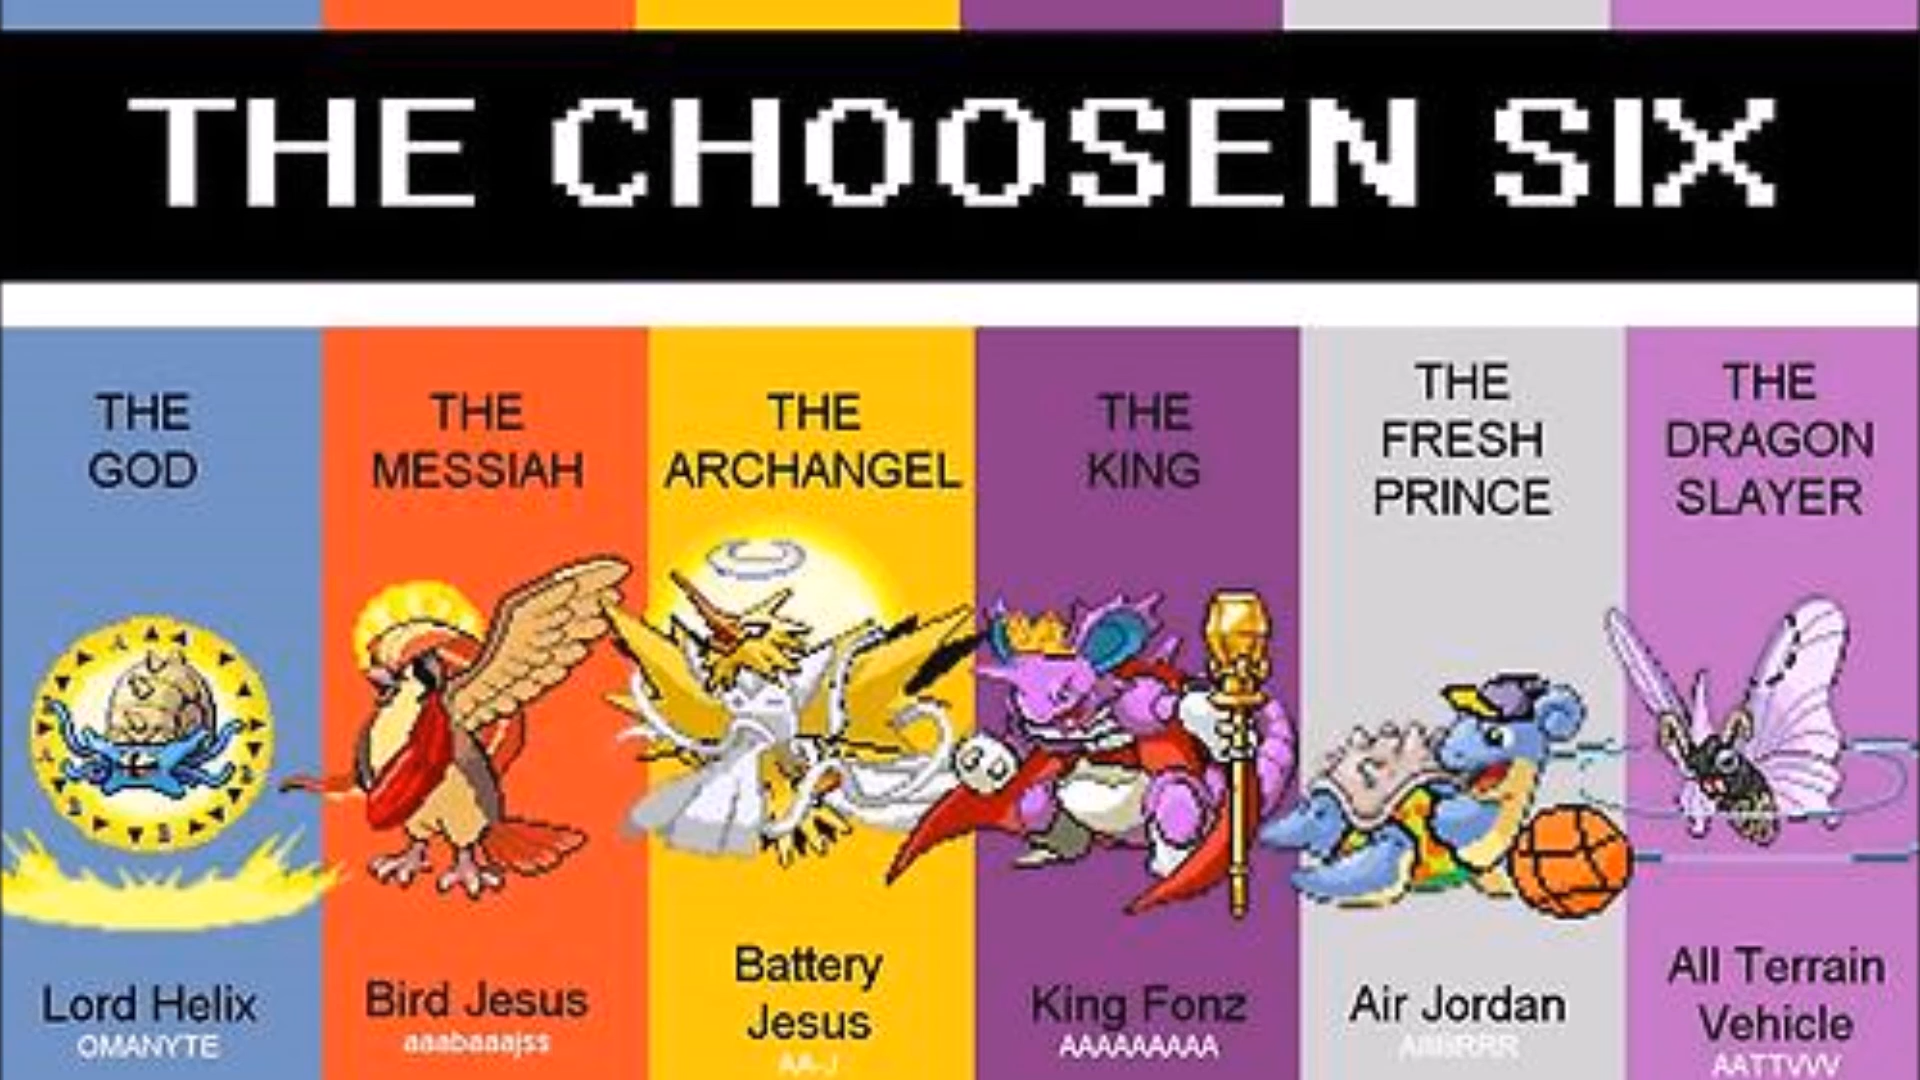 THE CHOOSEN SIX
THE
GOD
THE
MESSIAH
THE
ARCHANGEL
THE
KING
THE
FRESH
PRINCE
THE
DRAGON
SLAYER
Lord Helix
OMANYTE
Bird Jesus
aaabaaajss
Battery
Jesus
AA-J
King Fonz
AAAAAAAAA
Air Jordan
All Terrain
Vehicle
AATTVVV